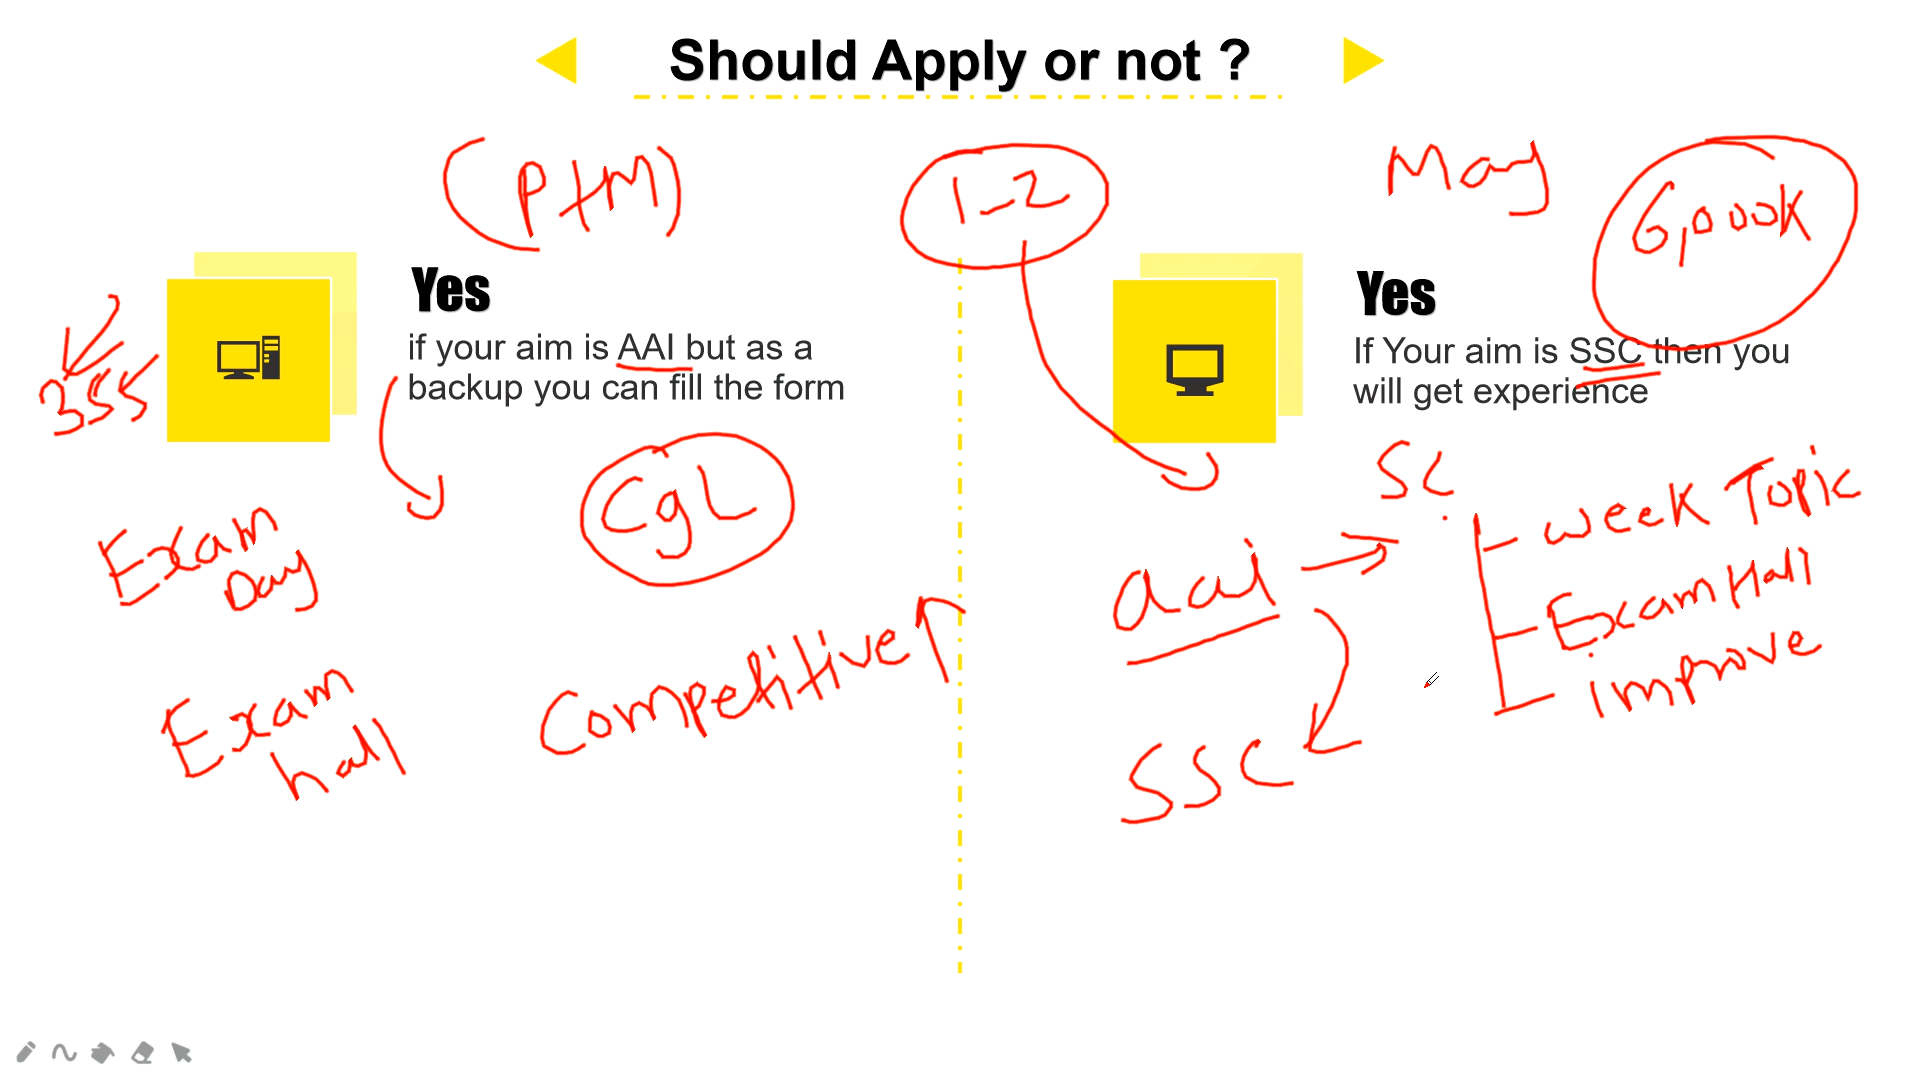 Should Apply or not ?
(P+M)
1-2
May
6,000K
Yes
if your aim is AAI but as a
backup you can fill the form
355
Exam
Day
CgL
Exam
hall
Competitive
Yes
If Your aim is SSC then you
will get experience
aai
SSC
week Topic
Exam Hall
improve